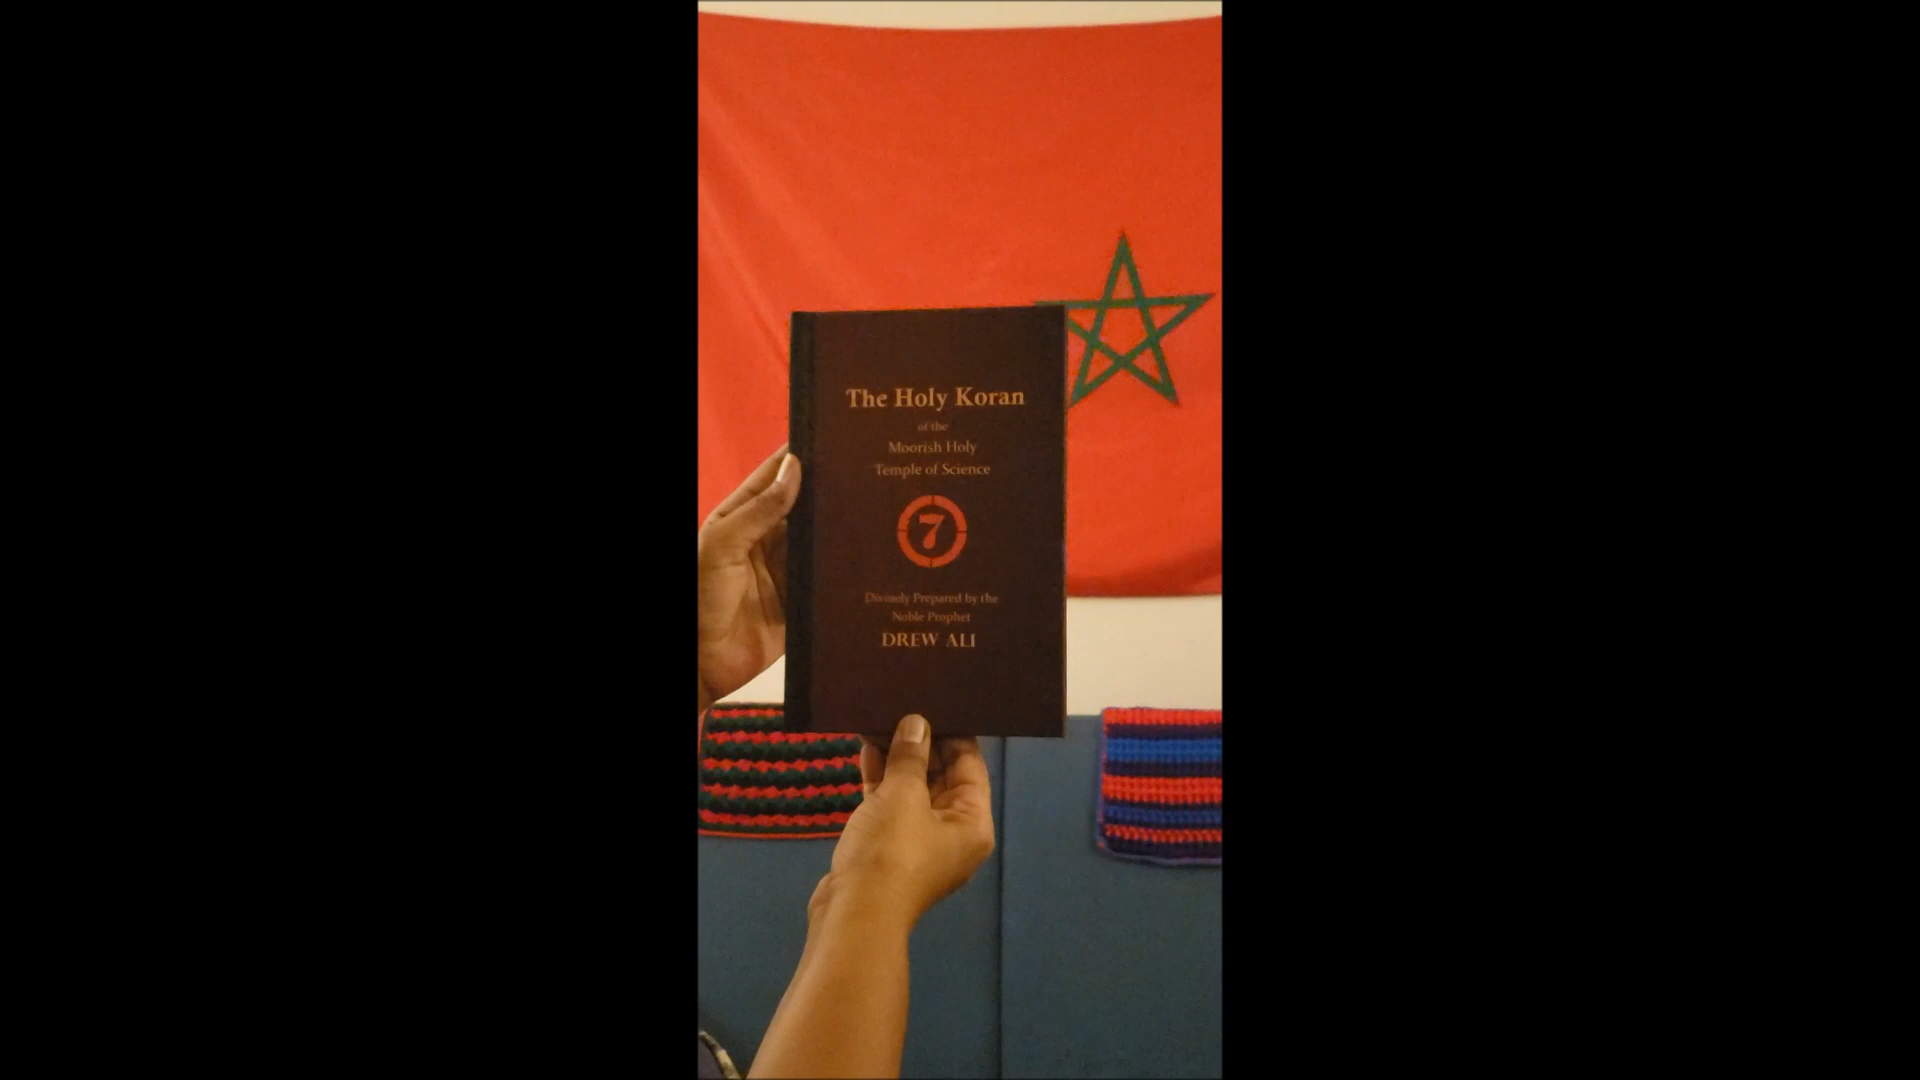 The Holy Koran
of the
Moorish Holy
Temple of Science
7
Divinely Prepared by the
Noble Prophet
DREW ALI